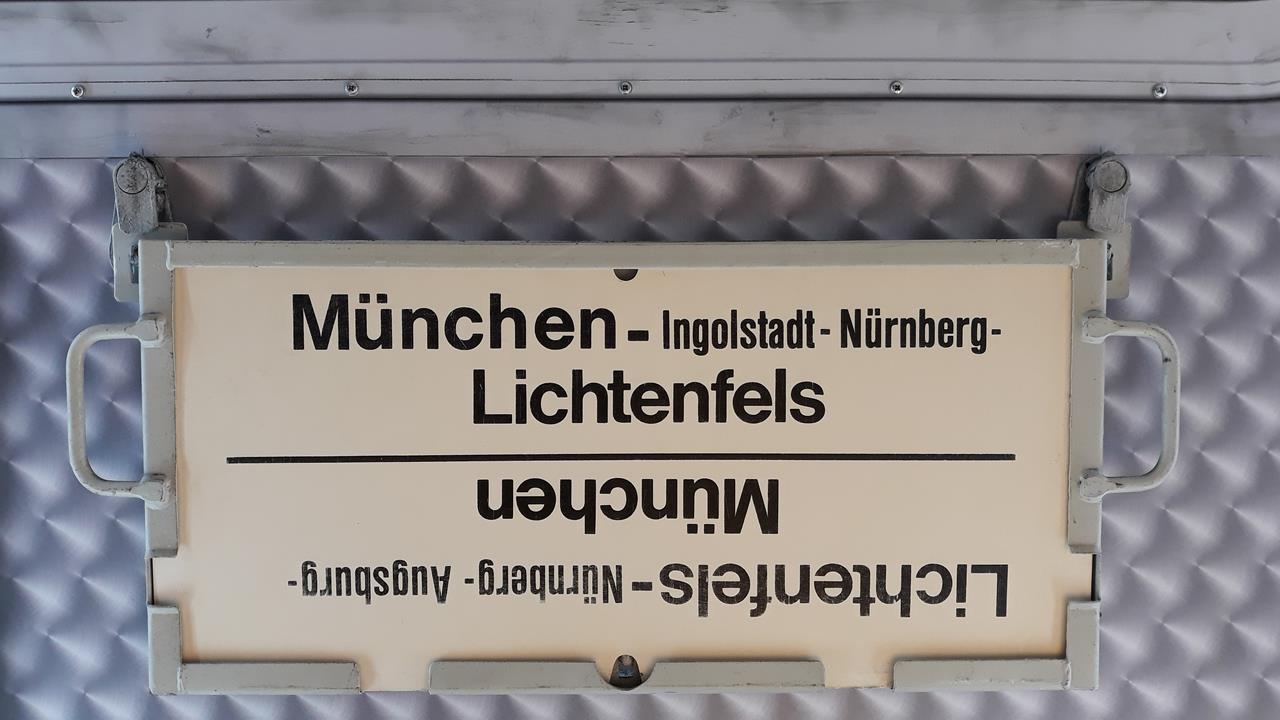 München - Ingolstadt - Nürnberg -
Lichtenfels
Lichtenfels - Nürnberg - Augsburg -
München